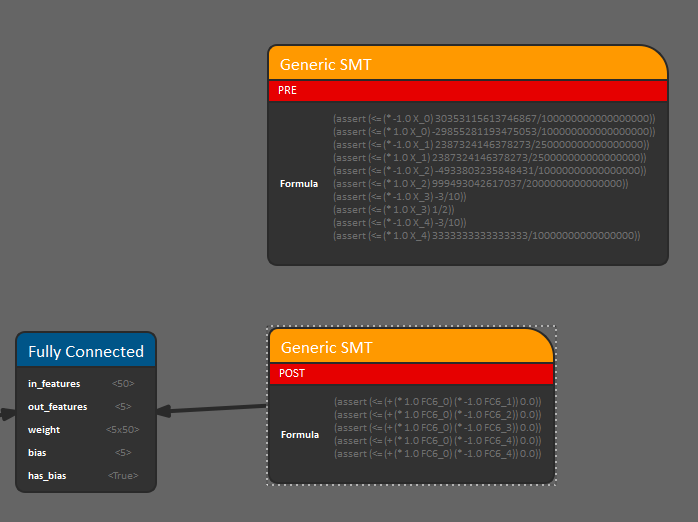 Generic SMT
PRE
Formula
(assert (<= (* -1.0 X_0) 30353115613746867/100000000000000000))
(assert (<= (* 1.0 X_0) -29855281193475053/100000000000000000))
(assert (<= (* -1.0 X_1) 2387324146378273/250000000000000000))
(assert (<= (* 1.0 X_1) 2387324146378273/250000000000000000))
(assert (<= (* -1.0 X_2) -4933803235848431/10000000000000000))
(assert (<= (* 1.0 X_2) 999493042617037/2000000000000000))
(assert (<= (* -1.0 X_3) -3/10))
(assert (<= (* 1.0 X_3) 1/2))
(assert (<= (* -1.0 X_4) -3/10))
(assert (<= (* 1.0 X_4) 3333333333333333/10000000000000000))
Fully Connected
in_features <50>
out_features <5>
weight <5x50>
bias <5>
has_bias <True>
Generic SMT
POST
Formula
(assert (<= (+ (* 1.0 FC6_0) (* -1.0 FC6_1)) 0.0))
(assert (<= (+ (* 1.0 FC6_0) (* -1.0 FC6_2)) 0.0))
(assert (<= (+ (* 1.0 FC6_0) (* -1.0 FC6_3)) 0.0))
(assert (<= (+ (* 1.0 FC6_0) (* -1.0 FC6_4)) 0.0))
(assert (<= (+ (* 1.0 FC6_0) (* -1.0 FC6_4)) 0.0))